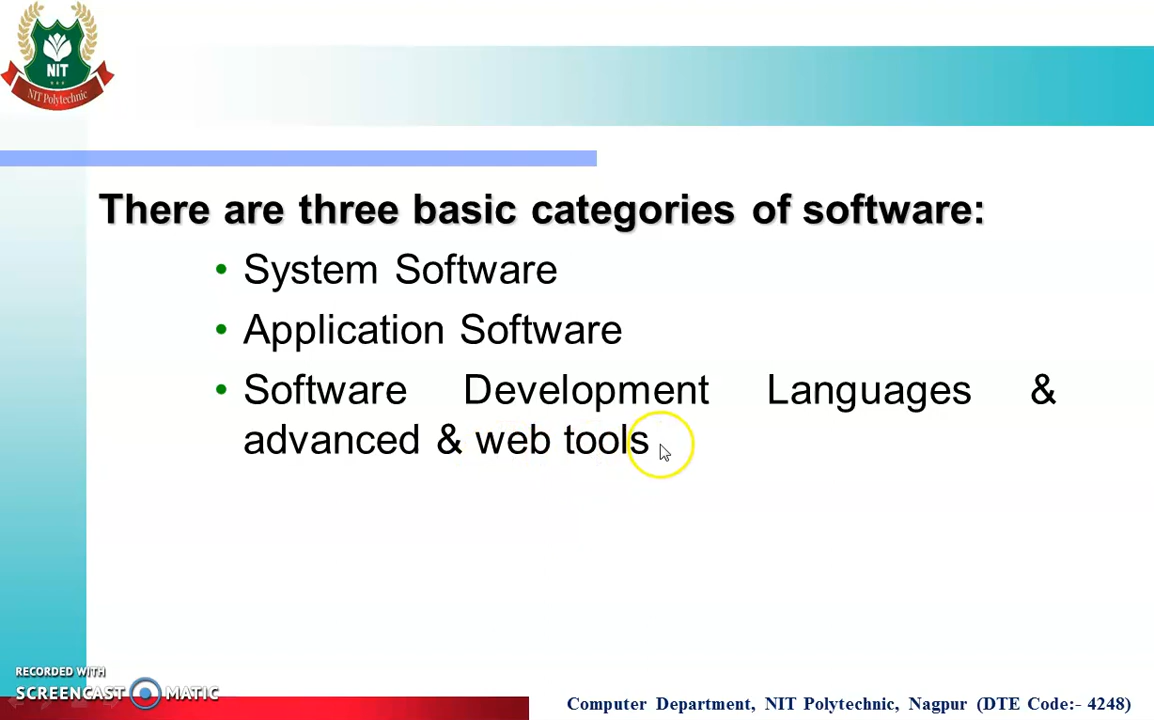 NIT
NIT Polytechnic
There are three basic categories of software:
• System Software
• Application Software
• Software Development Languages &
advanced & web tools
RECORDED WITH
SCREENCAST MATIC
Computer Department, NIT Polytechnic, Nagpur (DTE Code:- 4248)